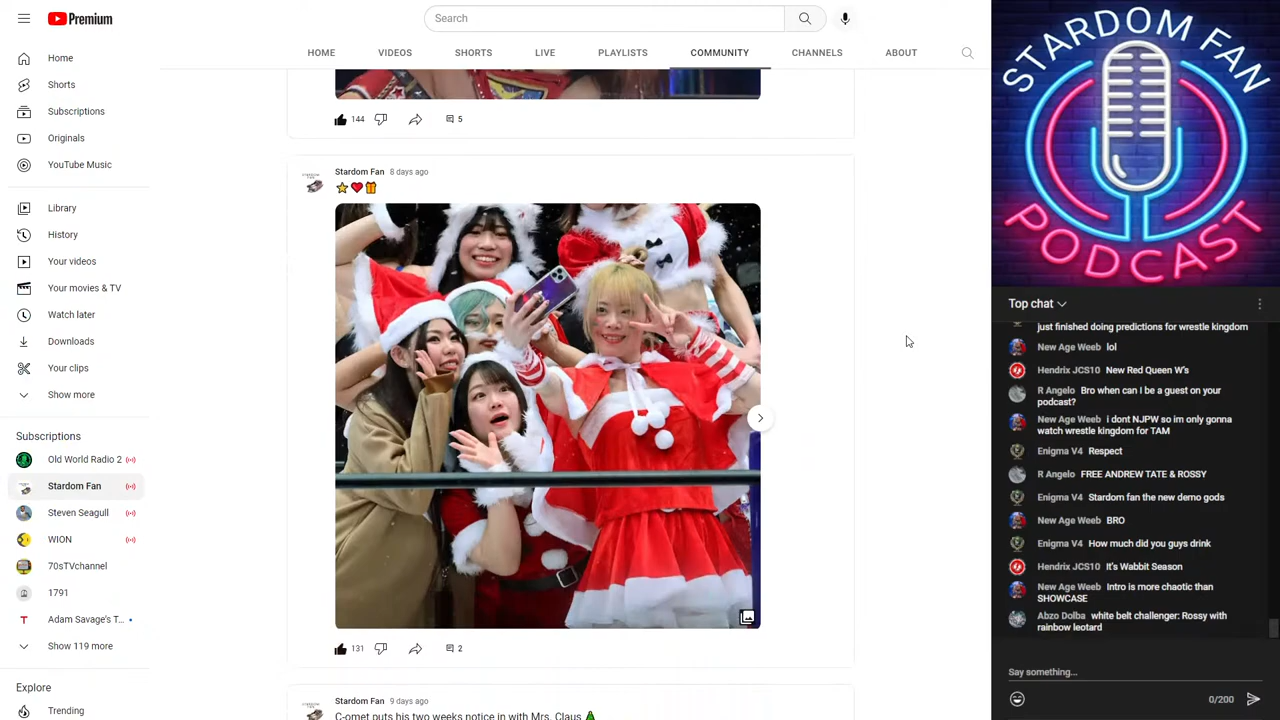 Premium
Search
HOME
VIDEOS
SHORTS
LIVE
PLAYLISTS
COMMUNITY
CHANNELS
ABOUT
Home
Shorts
Subscriptions
Originals
YouTube Music
Library
History
Your videos
Your movies & TV
Watch later
Downloads
Your clips
Show more
Subscriptions
Old World Radio 2
Stardom Fan
Steven Seagull
WION
70sTVchannel
1791
Adam Savage's T...
Show 119 more
Explore
Trending
144
5
Stardom Fan 8 days ago
131
2
Stardom Fan 9 days ago
C-omet puts his two weeks notice in with Mrs. Claus
STARDOM FAN
PODCAST
Top chat
just finished doing predictions for wrestle kingdom
New Age Weeb lol
Hendrix JCS10 New Red Queen W's
R Angelo Bro when can I be a guest on your
podcast?
New Age Weeb i dont NJPW so im only gonna
watch wrestle kingdom for TAM
Enigma V4 Respect
R Angelo FREE ANDREW TATE & ROSSY
Enigma V4 Stardom fan the new demo gods
New Age Weeb BRO
Enigma V4 How much did you guys drink
Hendrix JCS10 It's Wabbit Season
New Age Weeb Intro is more chaotic than
SHOWCASE
Abzo Dolba white belt challenger: Rossy with
rainbow leotard
Say something...
0/200